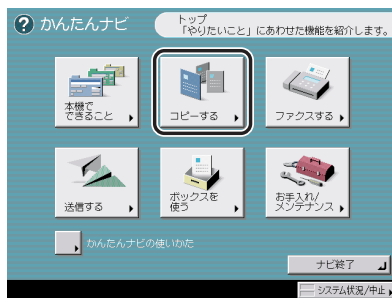 かんたんナビ
トップ
「やりたいこと」にあわせた機能を紹介します。
本機で
できること
コピーする
ファクスする
送信する
ボックスを
使う
お手入れ/
メンテナンス
かんたんナビの使いかた
ナビ終了
システム状況/中止